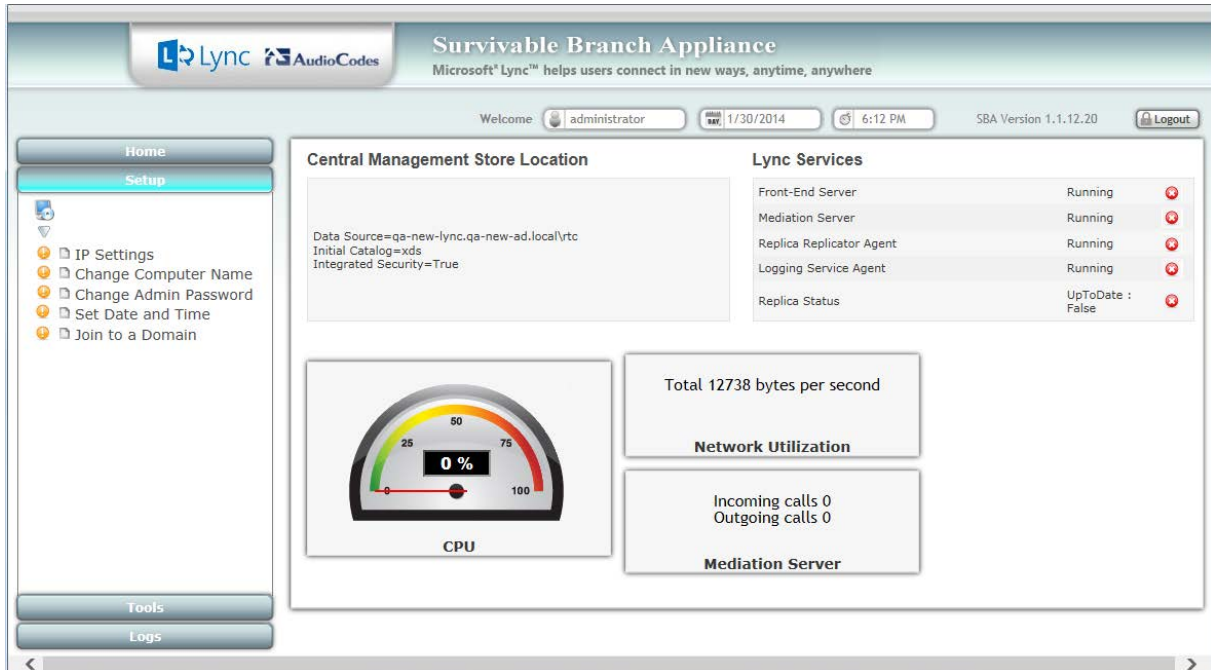 Lync AudioCodes
Survivable Branch Appliance
Microsoft® Lync™ helps users connect in new ways, anytime, anywhere
Welcome administrator 1/30/2014 6:12 PM SBA Version 1.1.12.20 Logout
Home
Setup
IP Settings
Change Computer Name
Change Admin Password
Set Date and Time
Join to a Domain
Tools
Logs
Central Management Store Location
Data Source=qa-new-lync.qa-new-ad.local\rtc
Initial Catalog=xds
Integrated Security=True
Lync Services
Front-End Server Running
Mediation Server Running
Replica Replicator Agent Running
Logging Service Agent Running
Replica Status UpToDate :
False
50
25 75
0 %
0 100
CPU
Total 12738 bytes per second
Network Utilization
Incoming calls 0
Outgoing calls 0
Mediation Server